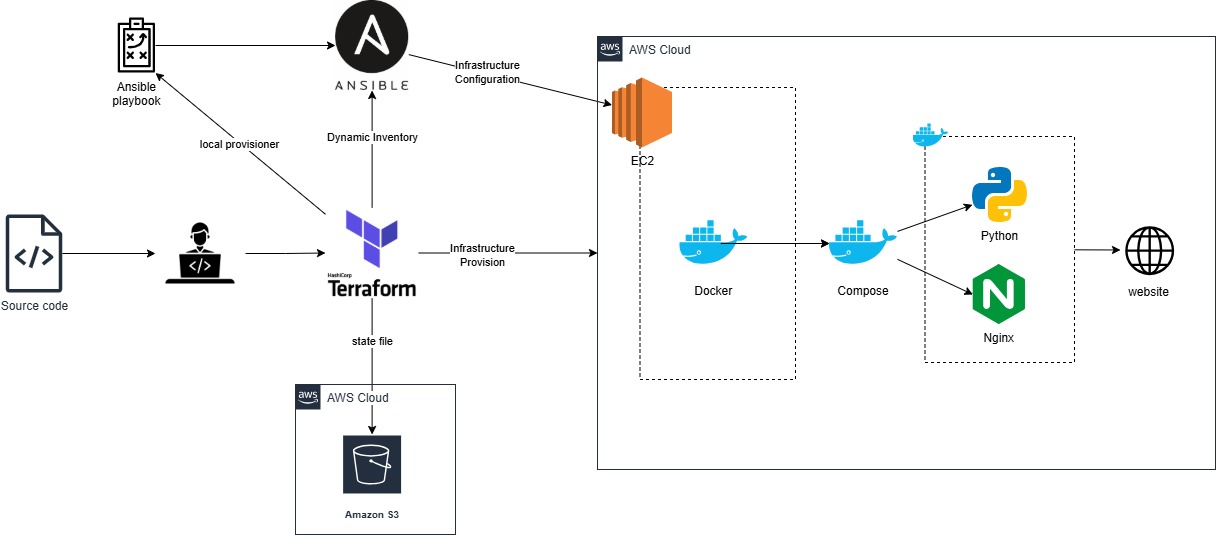 Ansible
playbook
ANSIBLE
Infrastructure
Configuration
aws
AWS Cloud
EC2
local provisioner
Dynamic Inventory
Source code
HashiCorp
Terraform
Infrastructure
Provision
Docker
Compose
Python
Nginx
website
state file
aws
AWS Cloud
Amazon S3